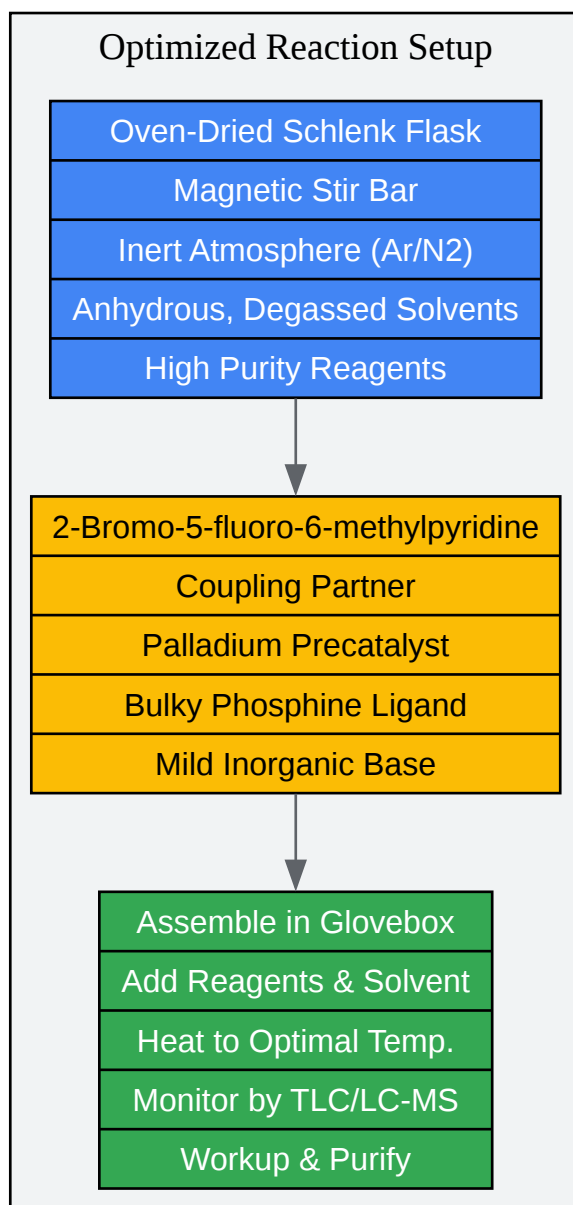 Optimized Reaction Setup
Oven-Dried Schlenk Flask
Magnetic Stir Bar
Inert Atmosphere (Ar/N2)
Anhydrous, Degassed Solvents
High Purity Reagents
2-Bromo-5-fluoro-6-methylpyridine
Coupling Partner
Palladium Precatalyst
Bulky Phosphine Ligand
Mild Inorganic Base
Assemble in Glovebox
Add Reagents & Solvent
Heat to Optimal Temp.
Monitor by TLC/LC-MS
Workup & Purify